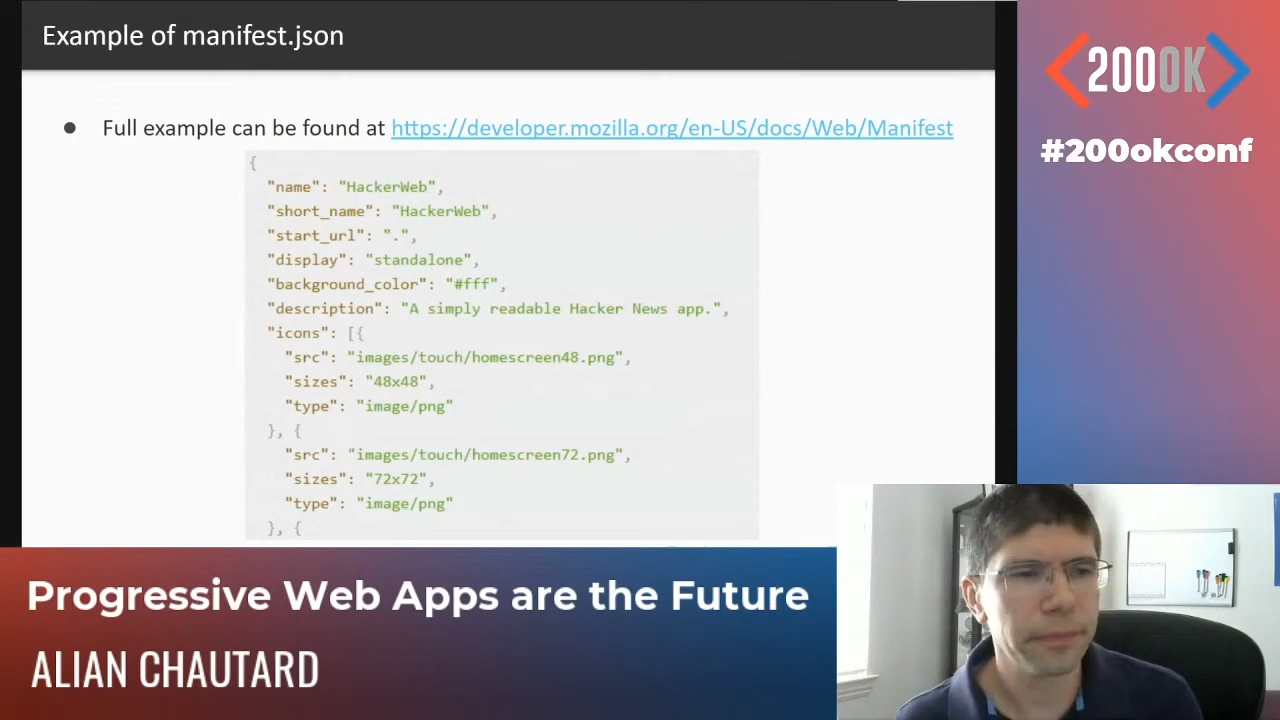 Example of manifest.json
● Full example can be found at https://developer.mozilla.org/en-US/docs/Web/Manifest
{
"name": "HackerWeb",
"short_name": "HackerWeb",
"start_url": ".",
"display": "standalone",
"background_color": "#fff",
"description": "A simply readable Hacker News app.",
"icons": [{
"src": "images/touch/homescreen48.png",
"sizes": "48x48",
"type": "image/png"
}, {
"src": "images/touch/homescreen72.png",
"sizes": "72x72",
"type": "image/png"
}, {
<200OK>
#200okconf
Progressive Web Apps are the Future
ALIAN CHAUTARD